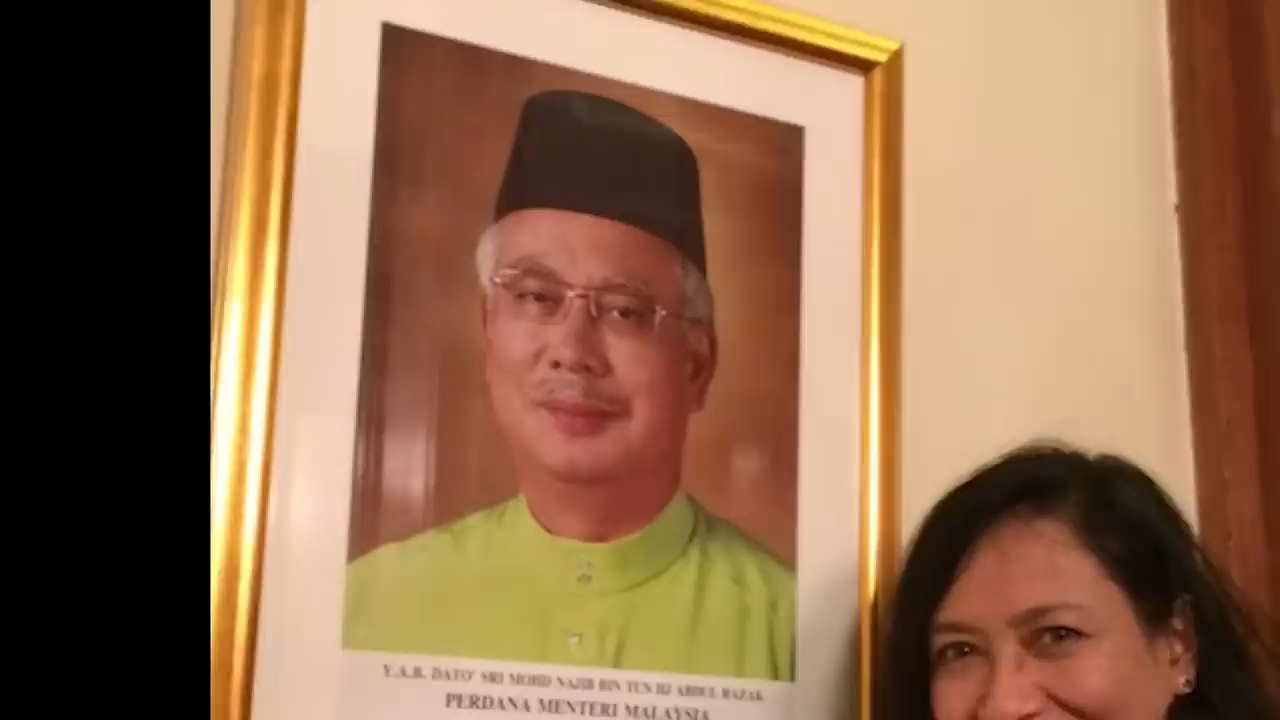 Y.A.B. DATO' SRI MOHD NAJIB BIN TUN HJ ABDUL RAZAK
PERDANA MENTERI MALAYSIA